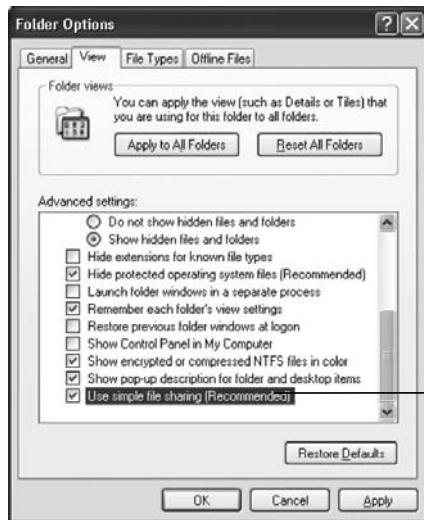 Folder Options
General View File Types Offline Files
Folder views
You can apply the view (such as Details or Tiles) that
you are using for this folder to all folders.
Apply to All Folders Reset All Folders
Advanced settings:
Do not show hidden files and folders
Show hidden files and folders
Hide extensions for known file types
Hide protected operating system files (Recommended)
Launch folder windows in a separate process
Remember each folder's view settings
Restore previous folder windows at logon
Show Control Panel in My Computer
Show encrypted or compressed NTFS files in color
Show pop-up description for folder and desktop items
Use simple file sharing (Recommended)
Restore Defaults
OK Cancel Apply